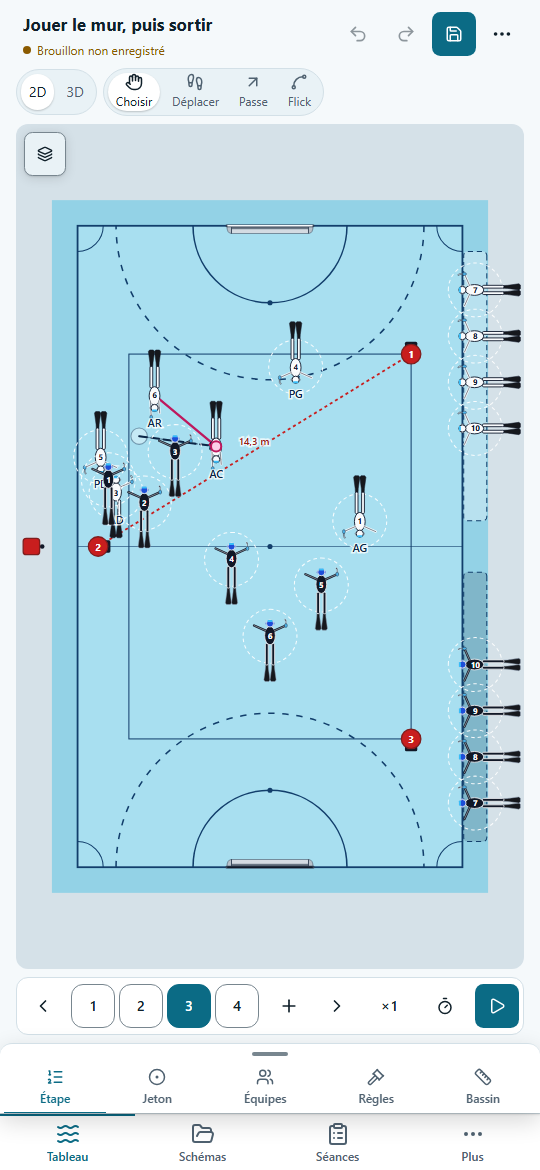 Jouer le mur, puis sortir
Brouillon non enregistré
2D
3D
Choisir
Déplacer
Passe
Flick
7
8
9
10
1
4
PG
6
AR
14,3 m
3
AC
5
1
3
2
D
1
AG
2
4
5
6
10
9
8
7
3
1
2
3
4
×1
Étape
Jeton
Équipes
Règles
Bassin
Tableau
Schémas
Séances
Plus